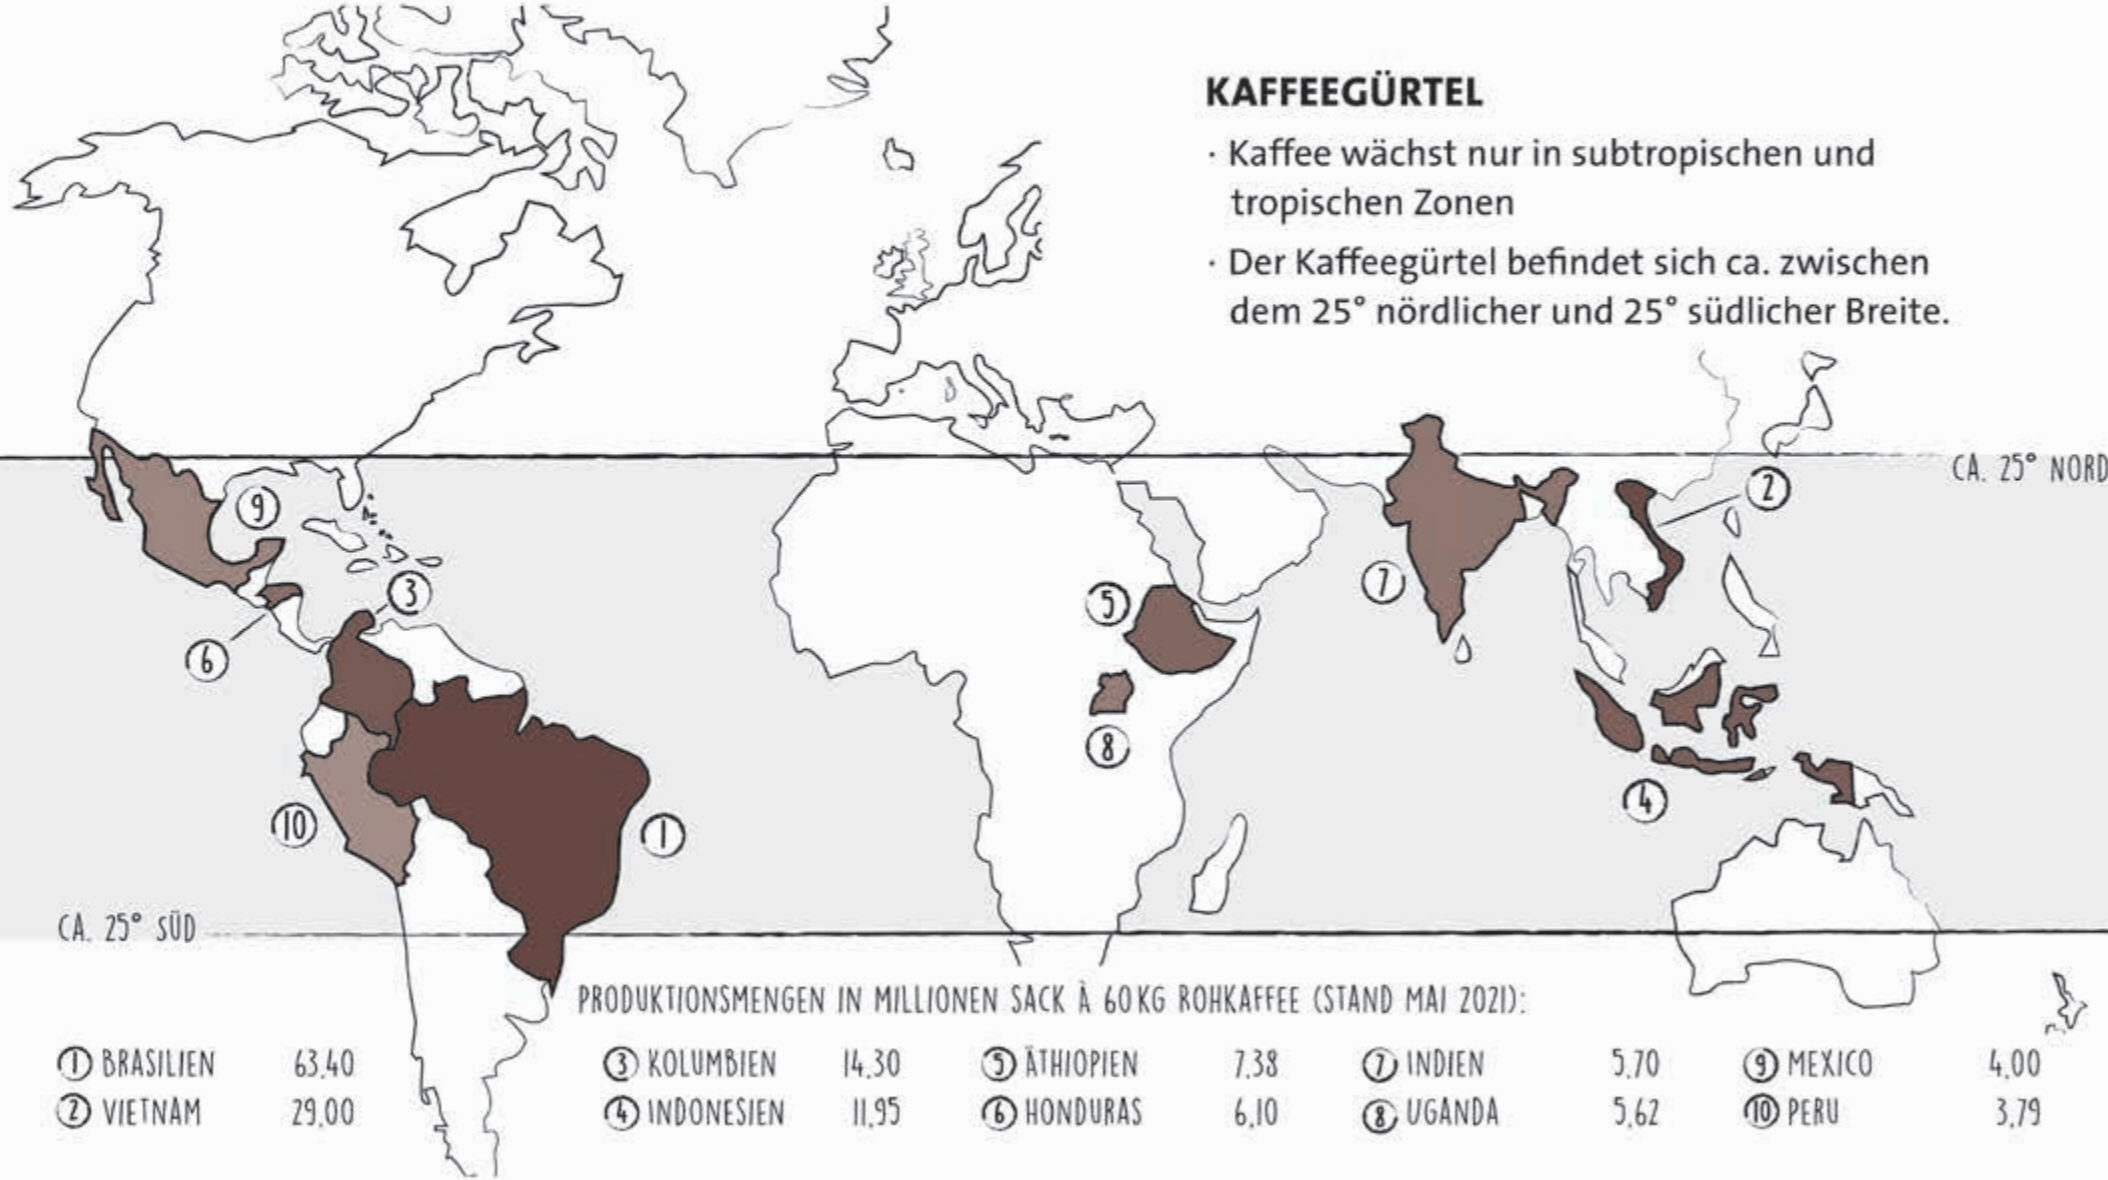 KAFFEEGÜRTEL
· Kaffee wächst nur in subtropischen und
tropischen Zonen
· Der Kaffeegürtel befindet sich ca. zwischen
dem 25° nördlicher und 25° südlicher Breite.
CA. 25° NORD
9
2
3
7
5
6
8
4
10
1
CA. 25° SÜD
PRODUKTIONSMENGEN IN MILLIONEN SACK À 60 KG ROHKAFFEE (STAND MAI 2021):
1 BRASILIEN 63,40 3 KOLUMBIEN 14,30 5 ÄTHIOPIEN 7,38 7 INDIEN 5,70 9 MEXICO 4,00
2 VIETNAM 29,00 4 INDONESIEN 11,95 6 HONDURAS 6,10 8 UGANDA 5,62 10 PERU 3,79